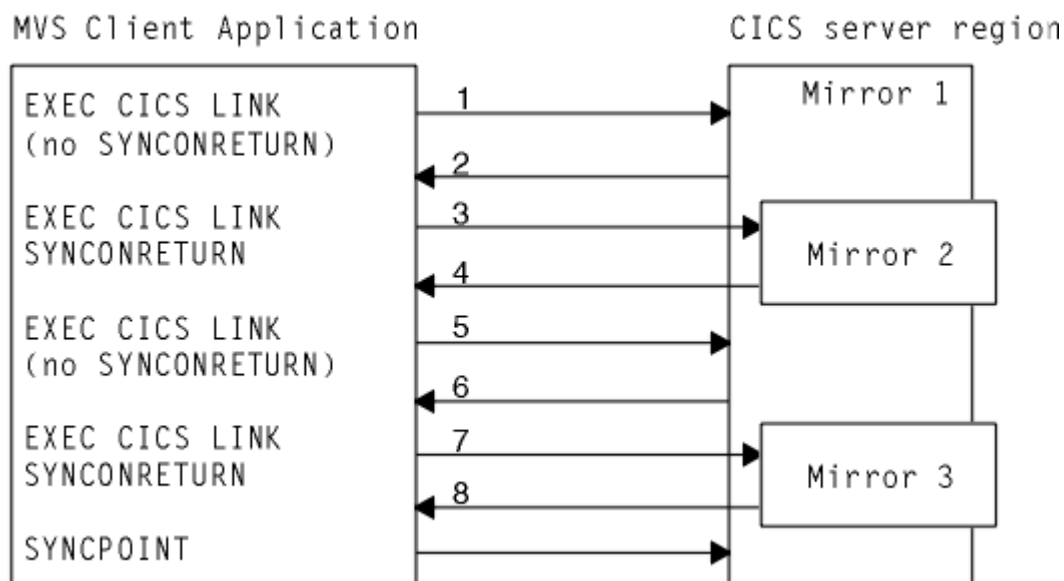 MVS Client Application
CICS server region
EXEC CICS LINK
(no SYNCONRETURN)
1
Mirror 1
2
EXEC CICS LINK
SYNCONRETURN
3
Mirror 2
4
EXEC CICS LINK
(no SYNCONRETURN)
5
6
EXEC CICS LINK
SYNCONRETURN
7
Mirror 3
8
SYNCPOINT